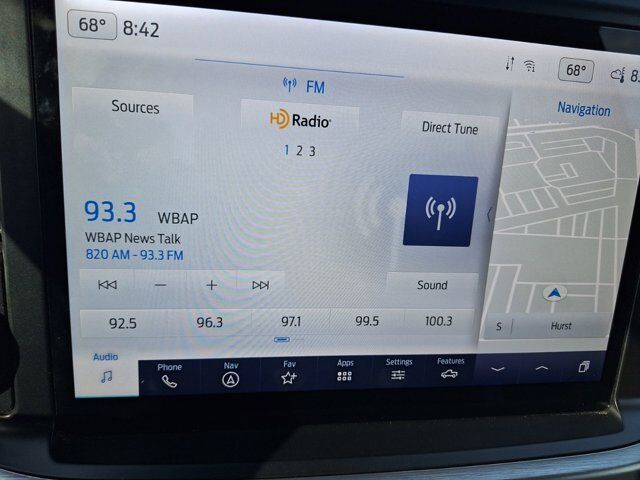 68° 8:42
68° 8
FM
Sources
HD Radio
Direct Tune
Navigation
1 2 3
93.3 WBAP
WBAP News Talk
820 AM - 93.3 FM
Sound
92.5 96.3 97.1 99.5 100.3
S Hurst
Audio
Phone Nav Fav Apps Settings Features